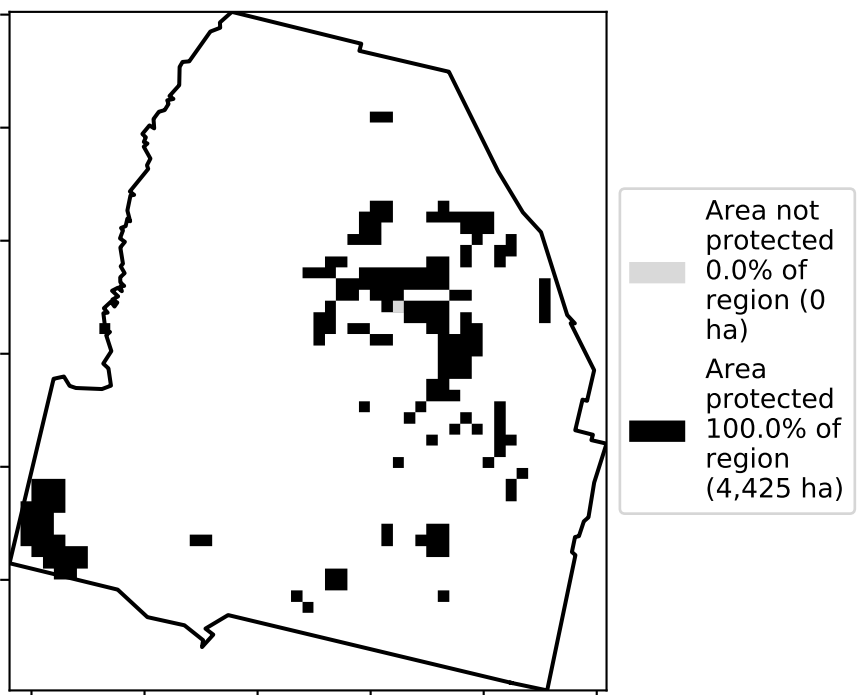 Area not
protected
0.0% of
region (0
ha)
Area
protected
100.0% of
region
(4,425 ha)